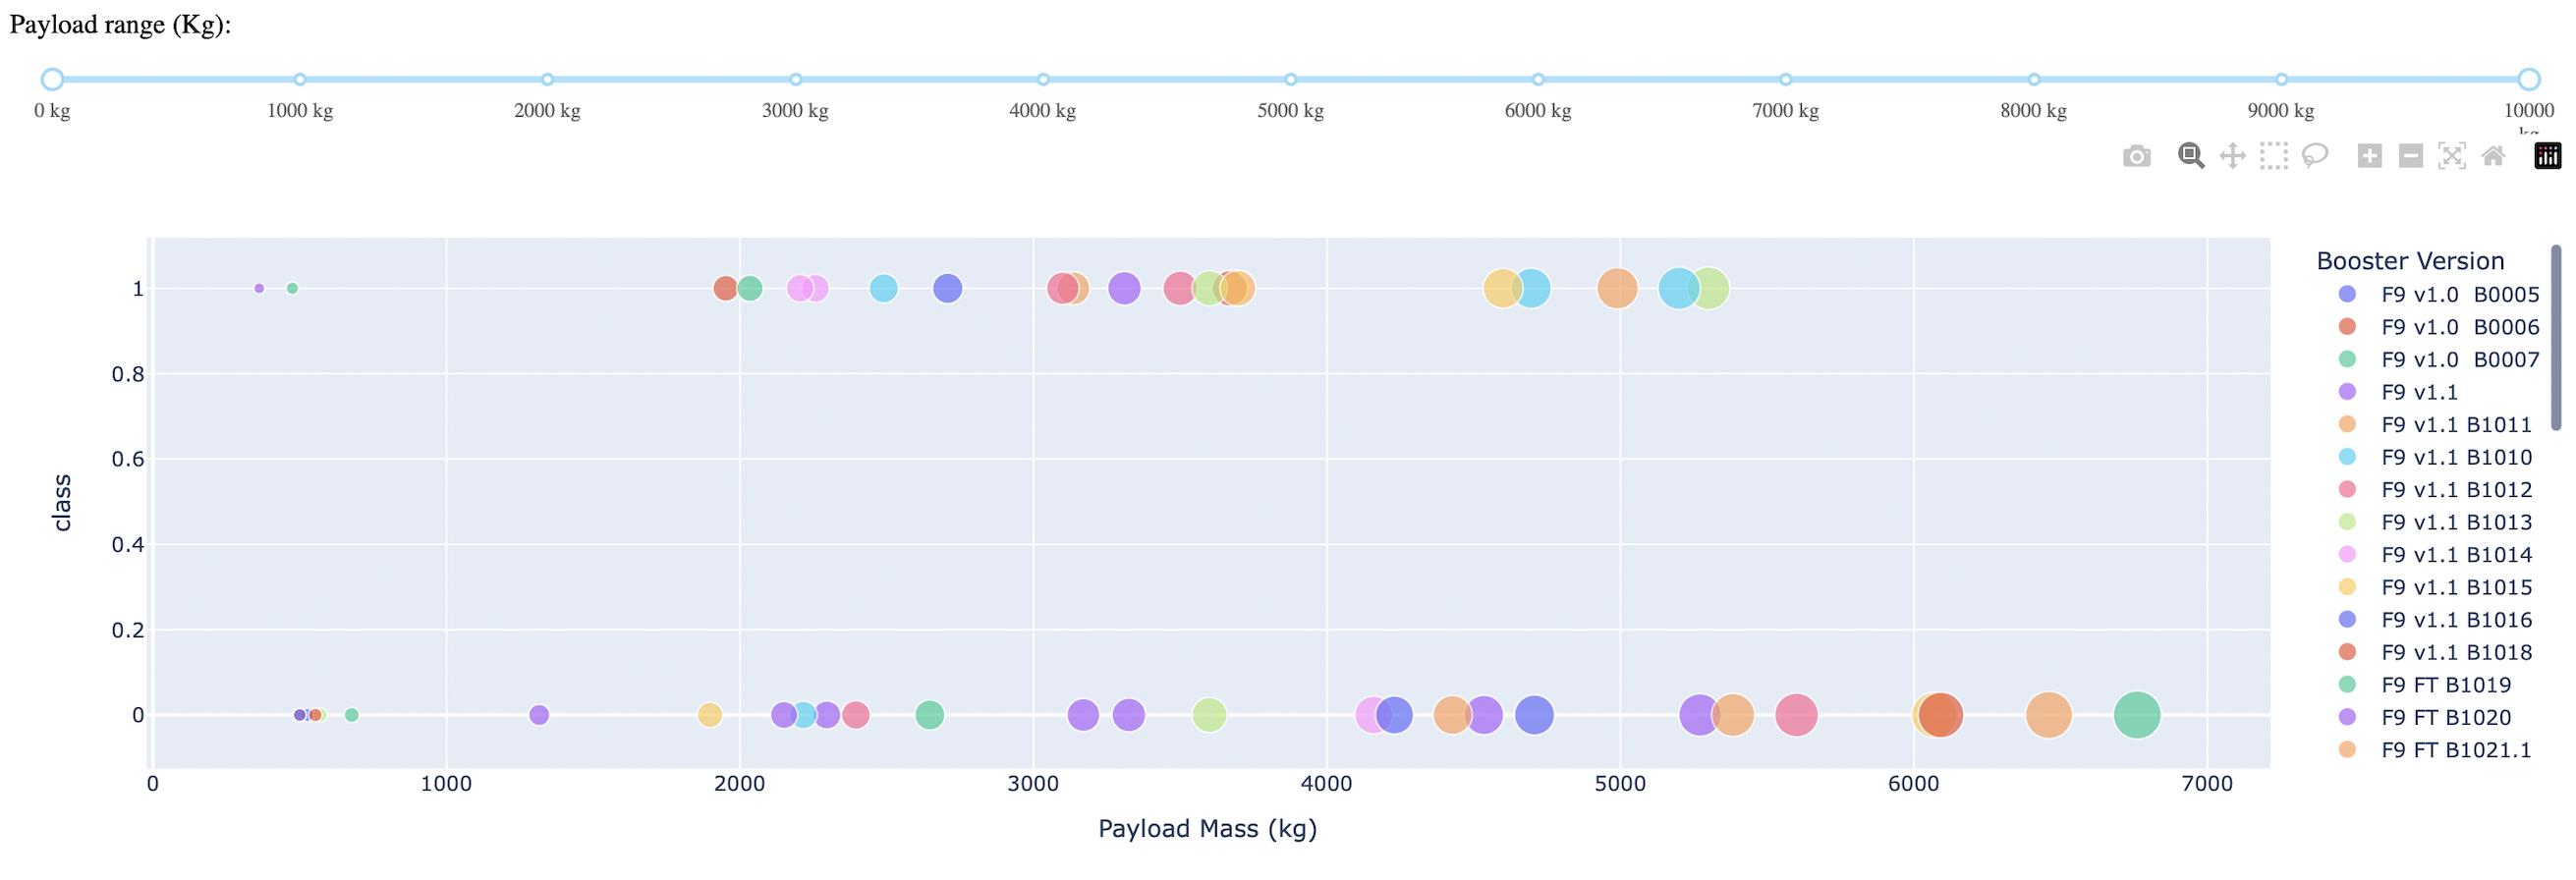 Payload range (Kg):
0 kg 1000 kg 2000 kg 3000 kg 4000 kg 5000 kg 6000 kg 7000 kg 8000 kg 9000 kg 10000
kg
Booster Version
F9 v1.0  B0005
F9 v1.0  B0006
F9 v1.0  B0007
F9 v1.1
F9 v1.1 B1011
F9 v1.1 B1010
F9 v1.1 B1012
F9 v1.1 B1013
F9 v1.1 B1014
F9 v1.1 B1015
F9 v1.1 B1016
F9 v1.1 B1018
F9 FT B1019
F9 FT B1020
F9 FT B1021.1
1
0.8
0.6
0.4
0.2
0
class
0 1000 2000 3000 4000 5000 6000 7000
Payload Mass (kg)